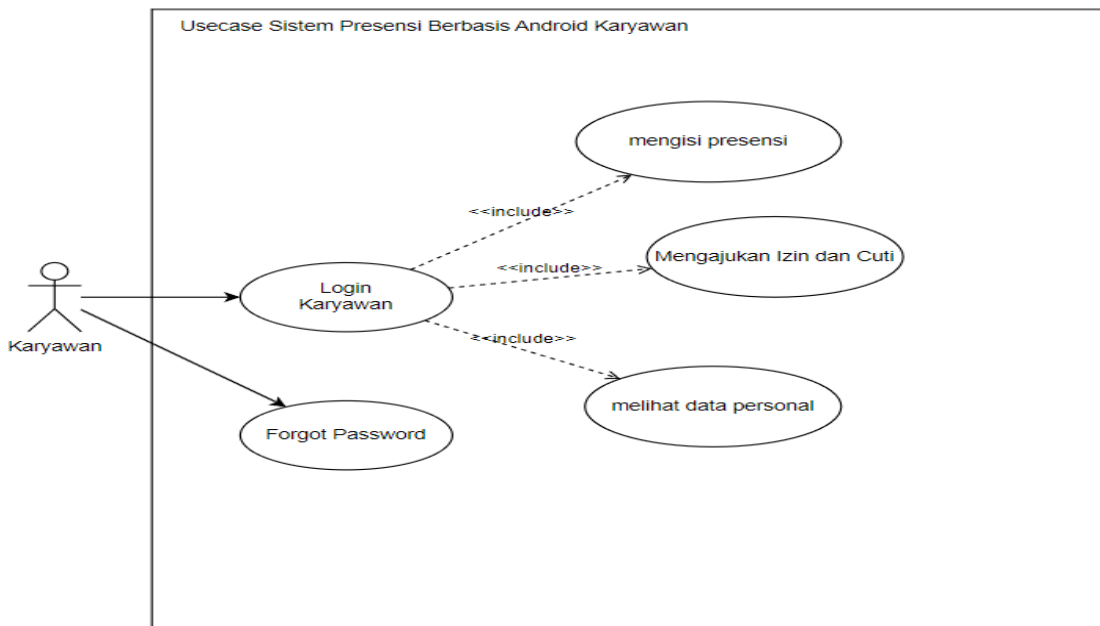 Usecase Sistem Presensi Berbasis Android Karyawan
mengisi presensi
<<include>>
Mengajukan Izin dan Cuti
<<include>>
Login
Karyawan
<<include>>
Karyawan
melihat data personal
Forgot Password